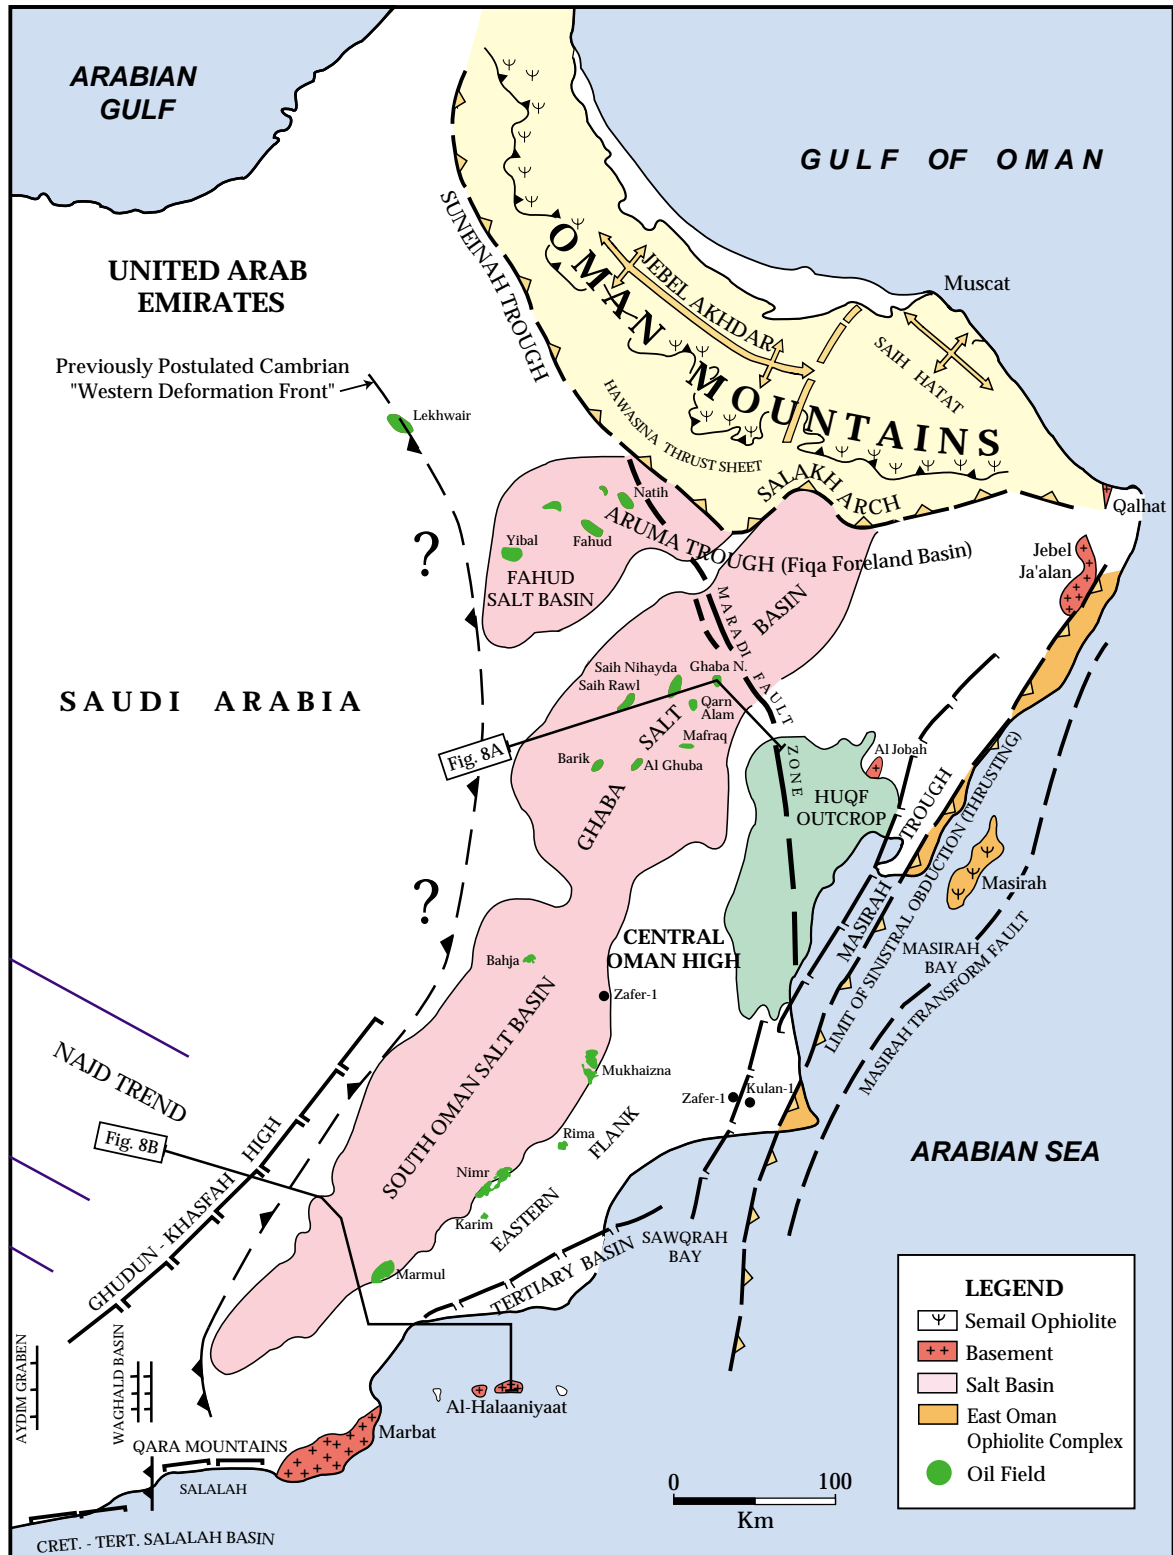 ARABIAN
GULF
GULF OF OMAN
UNITED ARAB
EMIRATES
SUNEINAH TROUGH
OMAN MOUNTAINS
JEBEL AKHDAR
Muscat
SAIH HATAT
Previously Postulated Cambrian
"Western Deformation Front"
Lekhwair
HAWASINA THRUST SHEET
SALAKH
ARCH
Qalhat
Natih
ARUMA TROUGH (Fiqa Foreland Basin)
Fahud
Yibal
FAHUD
SALT BASIN
?
Jebel
Ja'alan
MARADI FAULT ZONE
GHABA SALT BASIN
Saih Nihayda
Ghaba N.
Saih Rawl
Qarn
Alam
SAUDI ARABIA
Fig. 8A
Mafraq
Barik
Al Ghuba
Al Jobah
HUQF
OUTCROP
MASIRAH TROUGH
LIMIT OF SINISTRAL OBDUCTION (THRUSTING)
Masirah
MASIRAH
BAY
MASIRAH TRANSFORM FAULT
?
CENTRAL
OMAN HIGH
Bahja
Zafer-1
SOUTH OMAN SALT BASIN
Mukhaizna
Zafer-1
Kulan-1
NAJD TREND
Fig. 8B
GHUDUN - KHASFAH HIGH
Rima
Nimr
Karim
EASTERN FLANK
ARABIAN SEA
SAWQRAH
BAY
TERTIARY BASIN
Marmul
AYDIM GRABEN
WAGHALD BASIN
Al-Halaaniyaat
Marbat
QARA MOUNTAINS
SALALAH
CRET. - TERT. SALALAH BASIN
0 100
Km
LEGEND
Semail Ophiolite
Basement
Salt Basin
East Oman
Ophiolite Complex
Oil Field